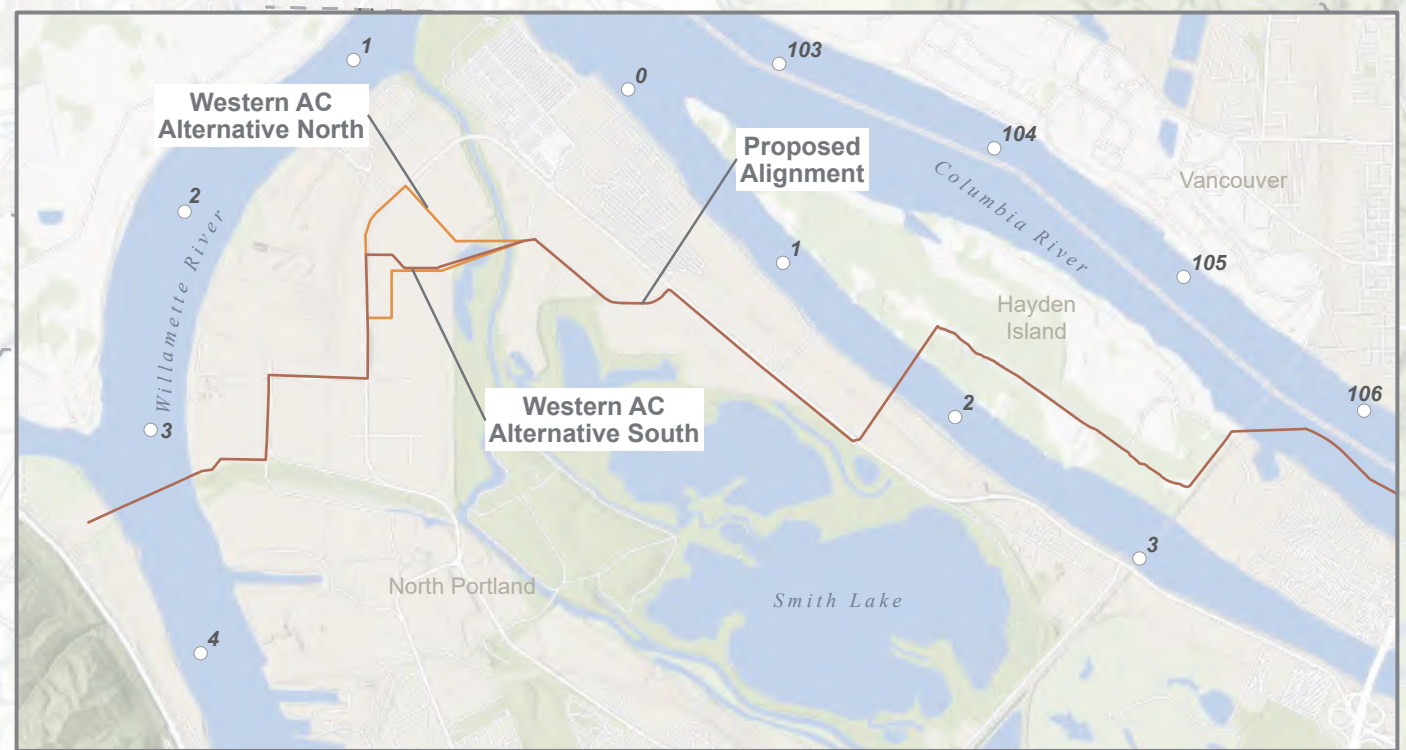 1
103
0
Western AC
Alternative North
104
Proposed
Alignment
Columbia River
Vancouver
2
Willamette River
1
105
Hayden
Island
Western AC
Alternative South
2
106
3
3
North Portland
Smith Lake
4